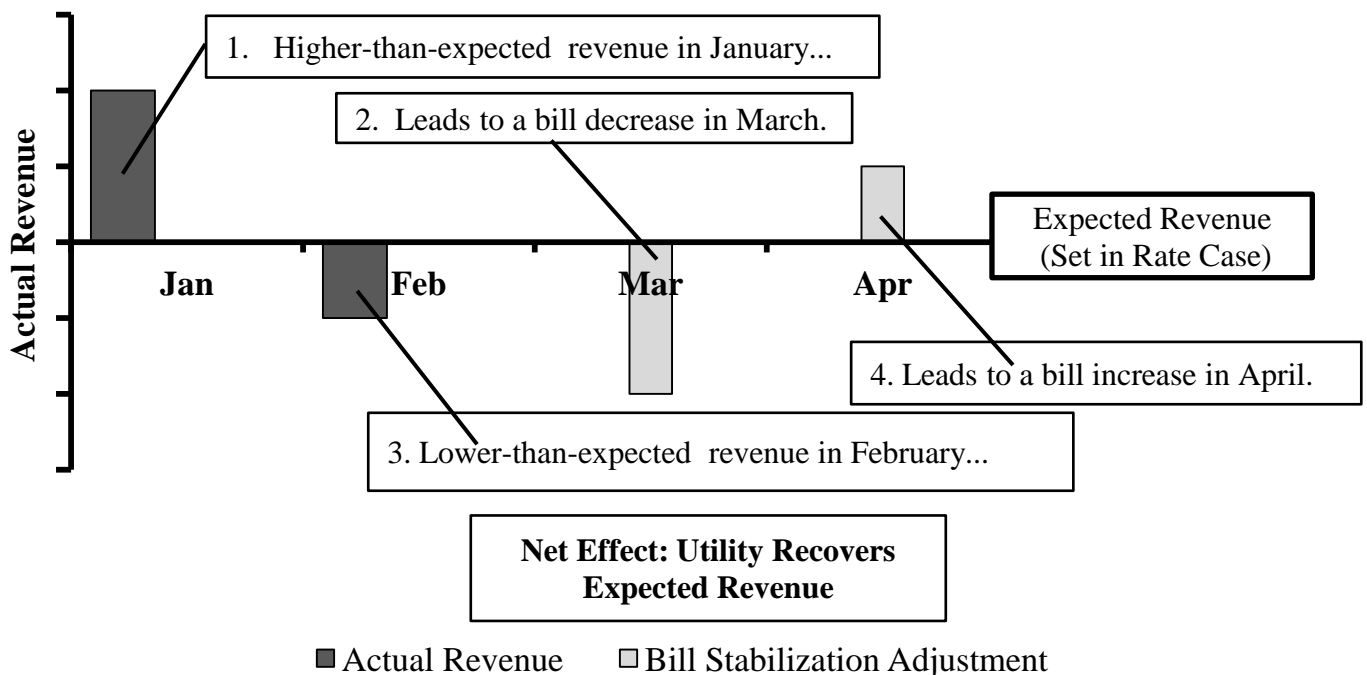 1. Higher-than-expected revenue in January...
2. Leads to a bill decrease in March.
Actual Revenue
Expected Revenue
(Set in Rate Case)
Jan
Feb
Mar
Apr
4. Leads to a bill increase in April.
3. Lower-than-expected revenue in February...
Net Effect: Utility Recovers
Expected Revenue
Actual Revenue
Bill Stabilization Adjustment